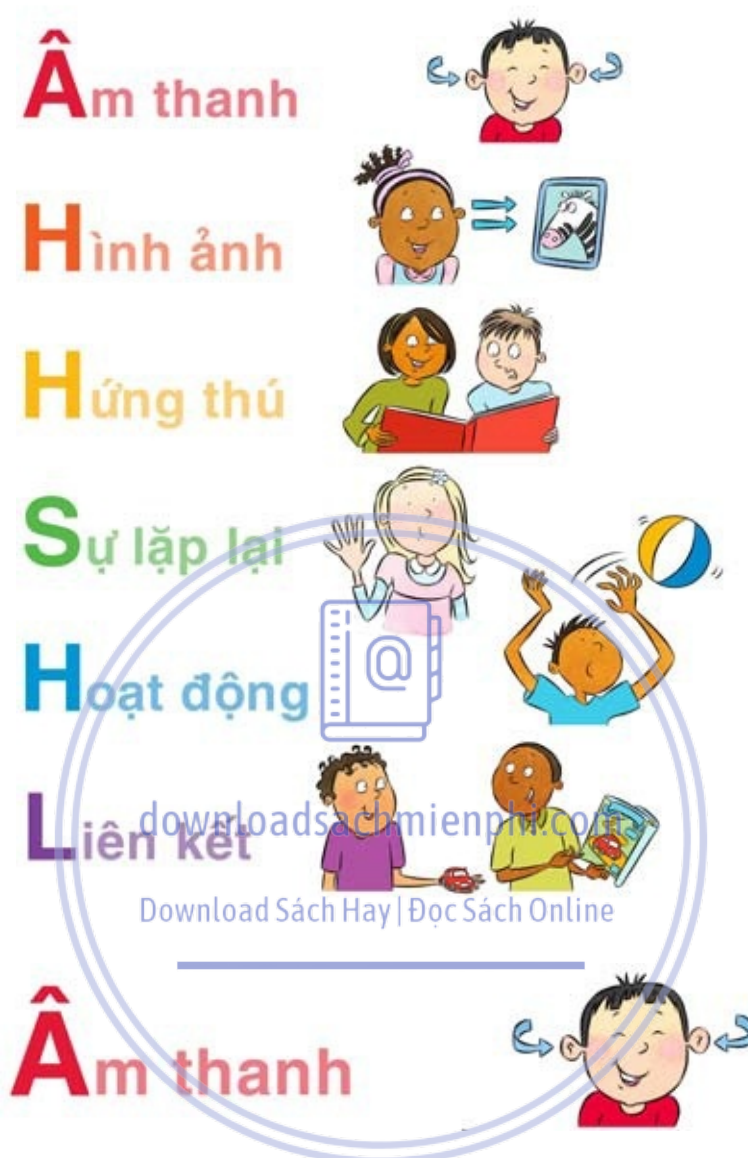 Âm thanh
Hình ảnh
Hứng thú
Sự lặp lại
Hoạt động
Liên kết
downloadsachmienphi.com
Download Sách Hay | Đọc Sách Online
Âm thanh